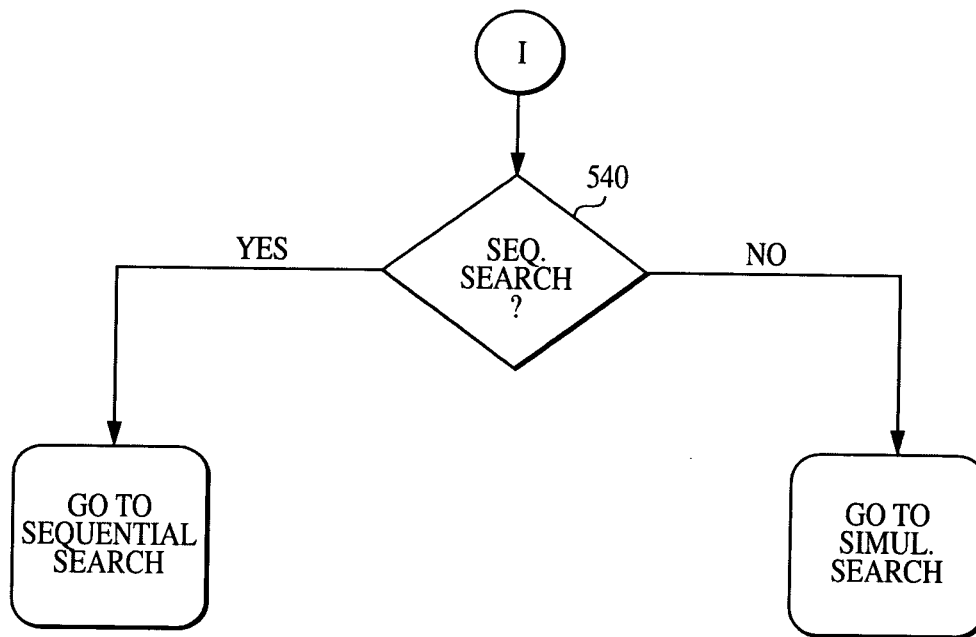 I
540
YES
SEQ.
SEARCH
?
NO
GO TO
SEQUENTIAL
SEARCH
GO TO
SIMUL.
SEARCH